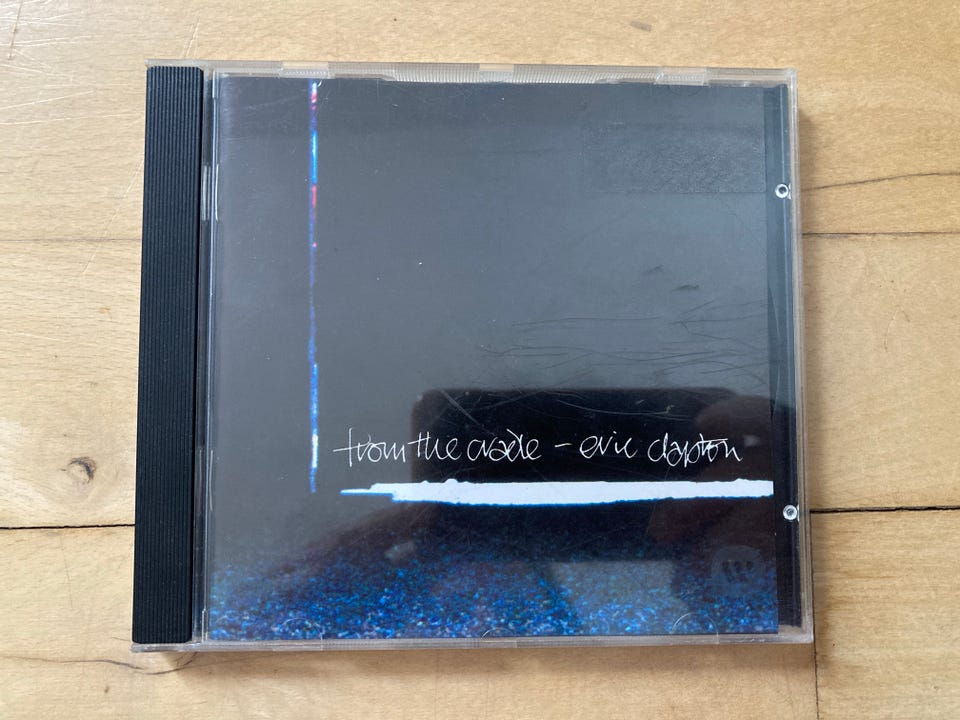 from the cradle - eric clapton